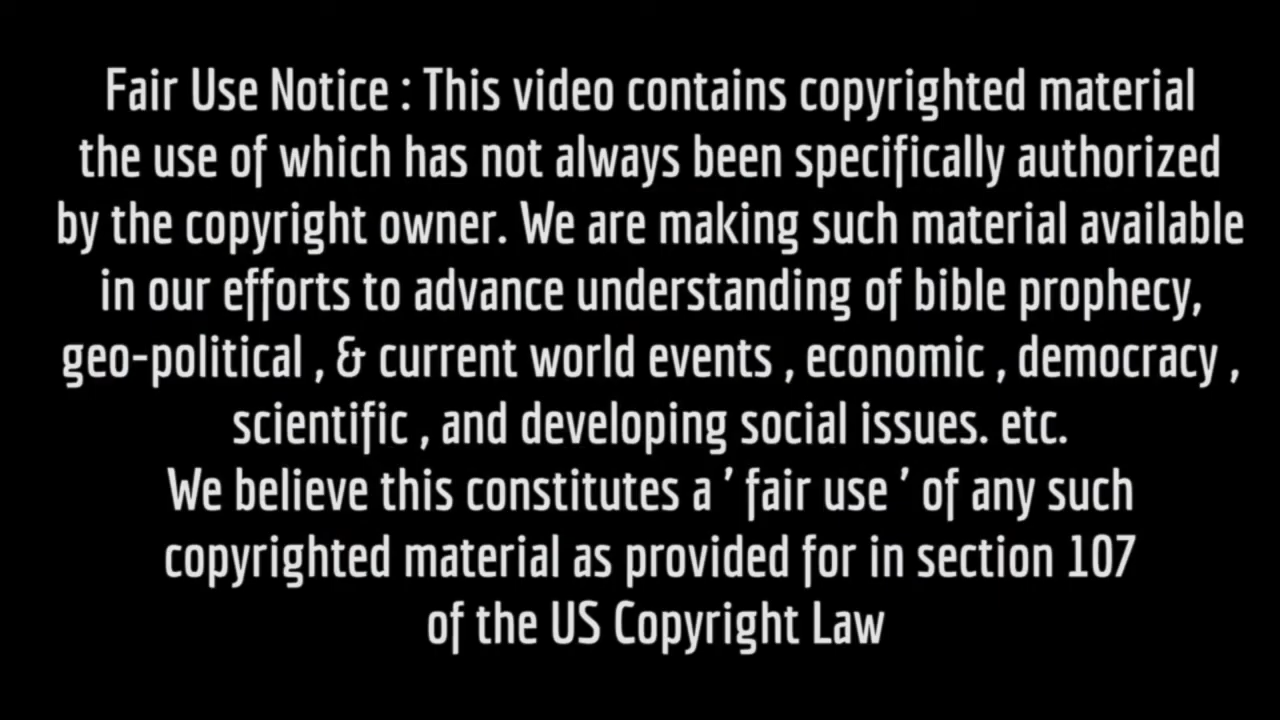 Fair Use Notice : This video contains copyrighted material
the use of which has not always been specifically authorized
by the copyright owner. We are making such material available
in our efforts to advance understanding of bible prophecy,
geo-political , & current world events , economic , democracy ,
scientific , and developing social issues. etc.
We believe this constitutes a ’ fair use ’ of any such
copyrighted material as provided for in section 107
of the US Copyright Law